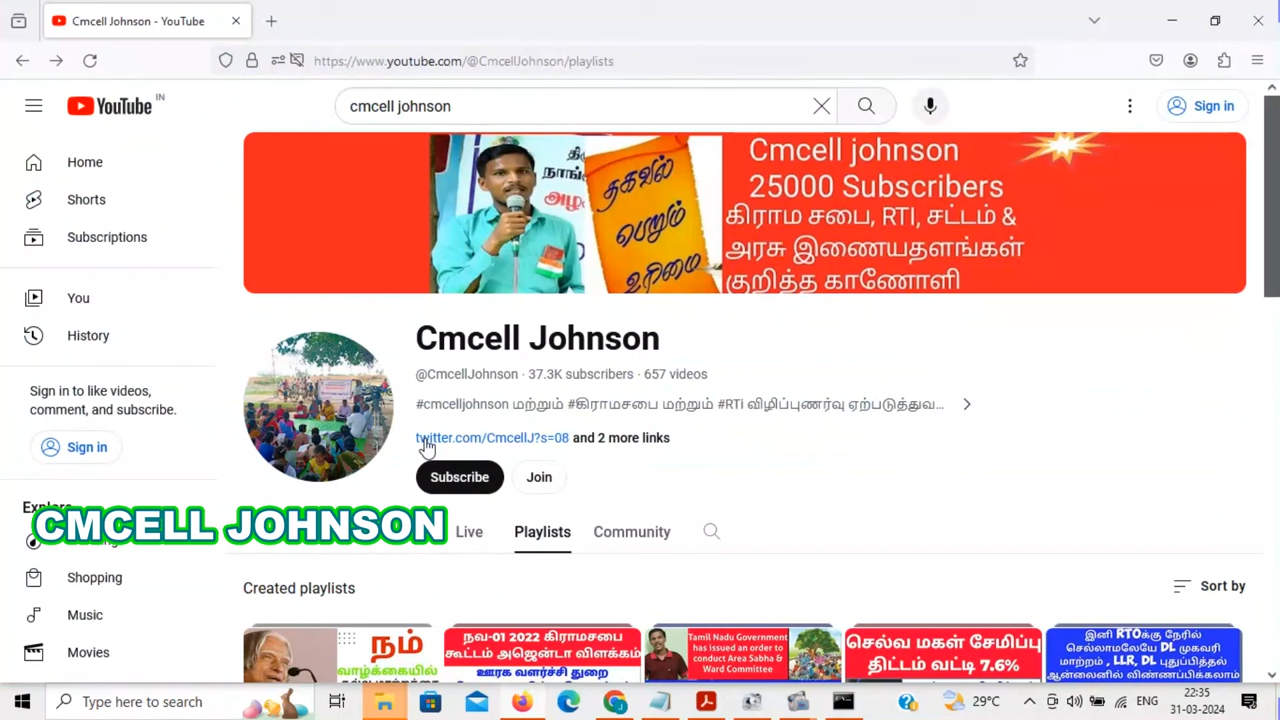 Cmcell Johnson - YouTube
https://www.youtube.com/@CmcellJohnson/playlists
YouTube IN
cmcell johnson
Sign in
Home
Shorts
Subscriptions
You
History
Sign in to like videos,
comment, and subscribe.
Sign in
Shopping
Music
Movies
நாங்
தகவல்
பெறும்
உரிமை
Cmcell johnson
25000 Subscribers
கிராம சபை, RTI, சட்டம் &
அரசு இணையதளங்கள்
குறித்த காணோளி
Cmcell Johnson
@CmcellJohnson · 37.3K subscribers · 657 videos
#cmcelljohnson மற்றும் #கிராமசபை மற்றும் #RTi விழிப்புணர்வு ஏற்படுத்துவ...
twitter.com/CmcellJ?s=08 and 2 more links
Subscribe
Join
CMCELL JOHNSON
Live
Playlists
Community
Created playlists
Sort by
நம்
வாழ்க்கையில்
நவ-01 2022 கிராமசபை
கூட்டம் அஜென்டா விளக்கம்
ஊரக வளர்ச்சி துறை
Tamil Nadu Government
has issued an order to
conduct Area Sabha &
Ward Committee
செல்வ மகள் சேமிப்பு
திட்டம் வட்டி 7.6%
இனி RTOக்கு நேரில்
செல்லாமலேயே DL முகவரி
மாற்றம் , LLR, DL புதுப்பித்தல்
ஆன்லைனில் விண்ணப்பிக்கலாம்
Type here to search
29°C
ENG
22:35
31-03-2024